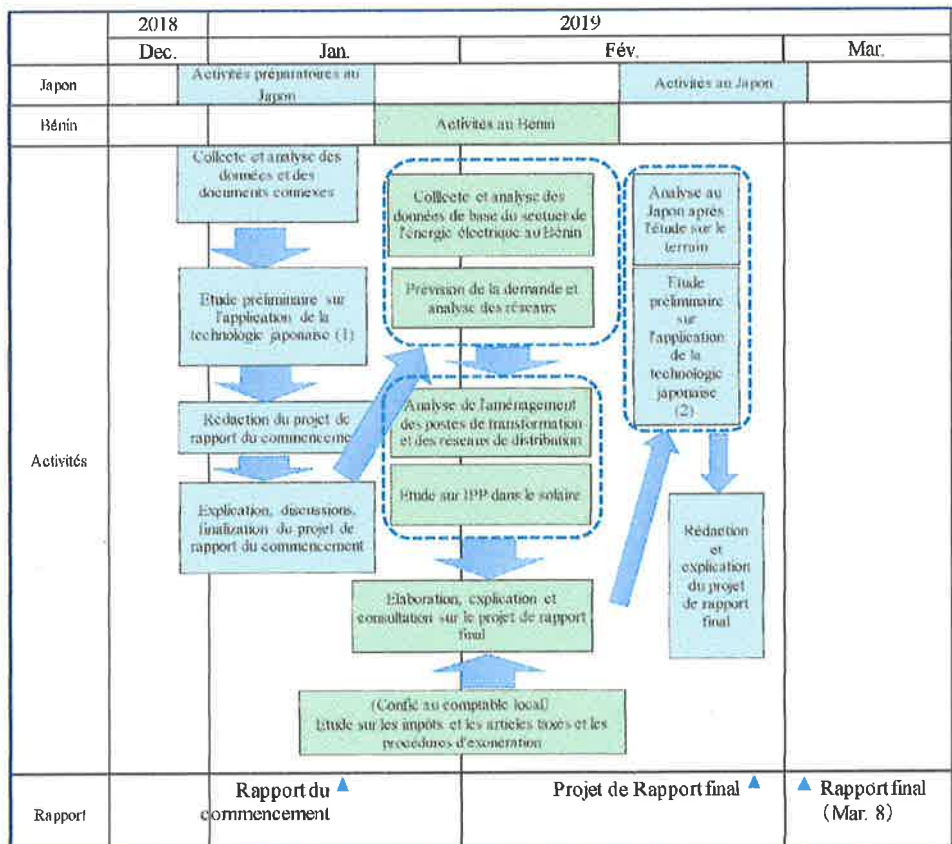 2018
2019
Dec.
Jan.
Fév.
Mar.
Japon
Activités préparatoires au
Japon
Activités au Japon
Bénin
Activités au Bénin
Activités
Collecte et analyse des
données et des
documents connexes
Etude préliminaire sur
l'application de la
technologie japonaise (1)
Rédaction du projet de
rapport du commencement
Explication, discussions,
finalization du projet de
rapport du commencement
Colllecte et analyse des
données de base du sectuer de
l'énergie électrique au Bénin
Prévision de la demande et
analyse des réseaux
Analyse de l'aménagement
des postes de transformation
et des réseaux de distribution
Etude sur IPP dans le solaire
Elaboration, explication et
consultation sur le projet de rapport
final
(Confié au comptable local)
Etude sur les impôts et les articles taxés et les
procédures d'exonération
Analyse au
Japon après
l'étude sur le
terrain
Etude
préliminaire
sur
l'application
de la
technologie
japonaise
(2)
Rédaction
et
explication
du projet
de rapport
final
Rapport
Rapport du
commencement
Projet de Rapport final
Rapport final
(Mar. 8)